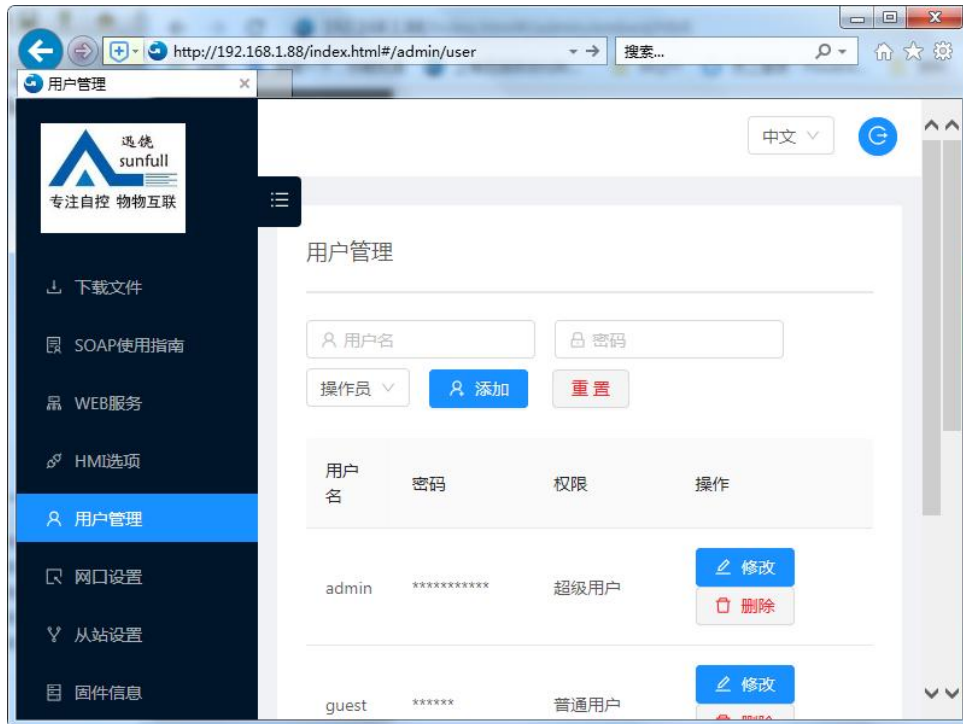 http://192.168.1.88/index.html#/admin/user
搜索...
用户管理
迅饶
sunfull
专注自控 物物互联
中文
下载文件
SOAP使用指南
WEB服务
HMI选项
用户管理
网口设置
从站设置
固件信息
用户管理
用户名
密码
操作员
添加
重置
用户名 密码 权限 操作
admin *********** 超级用户
修改
删除
guest ****** 普通用户
修改
删除